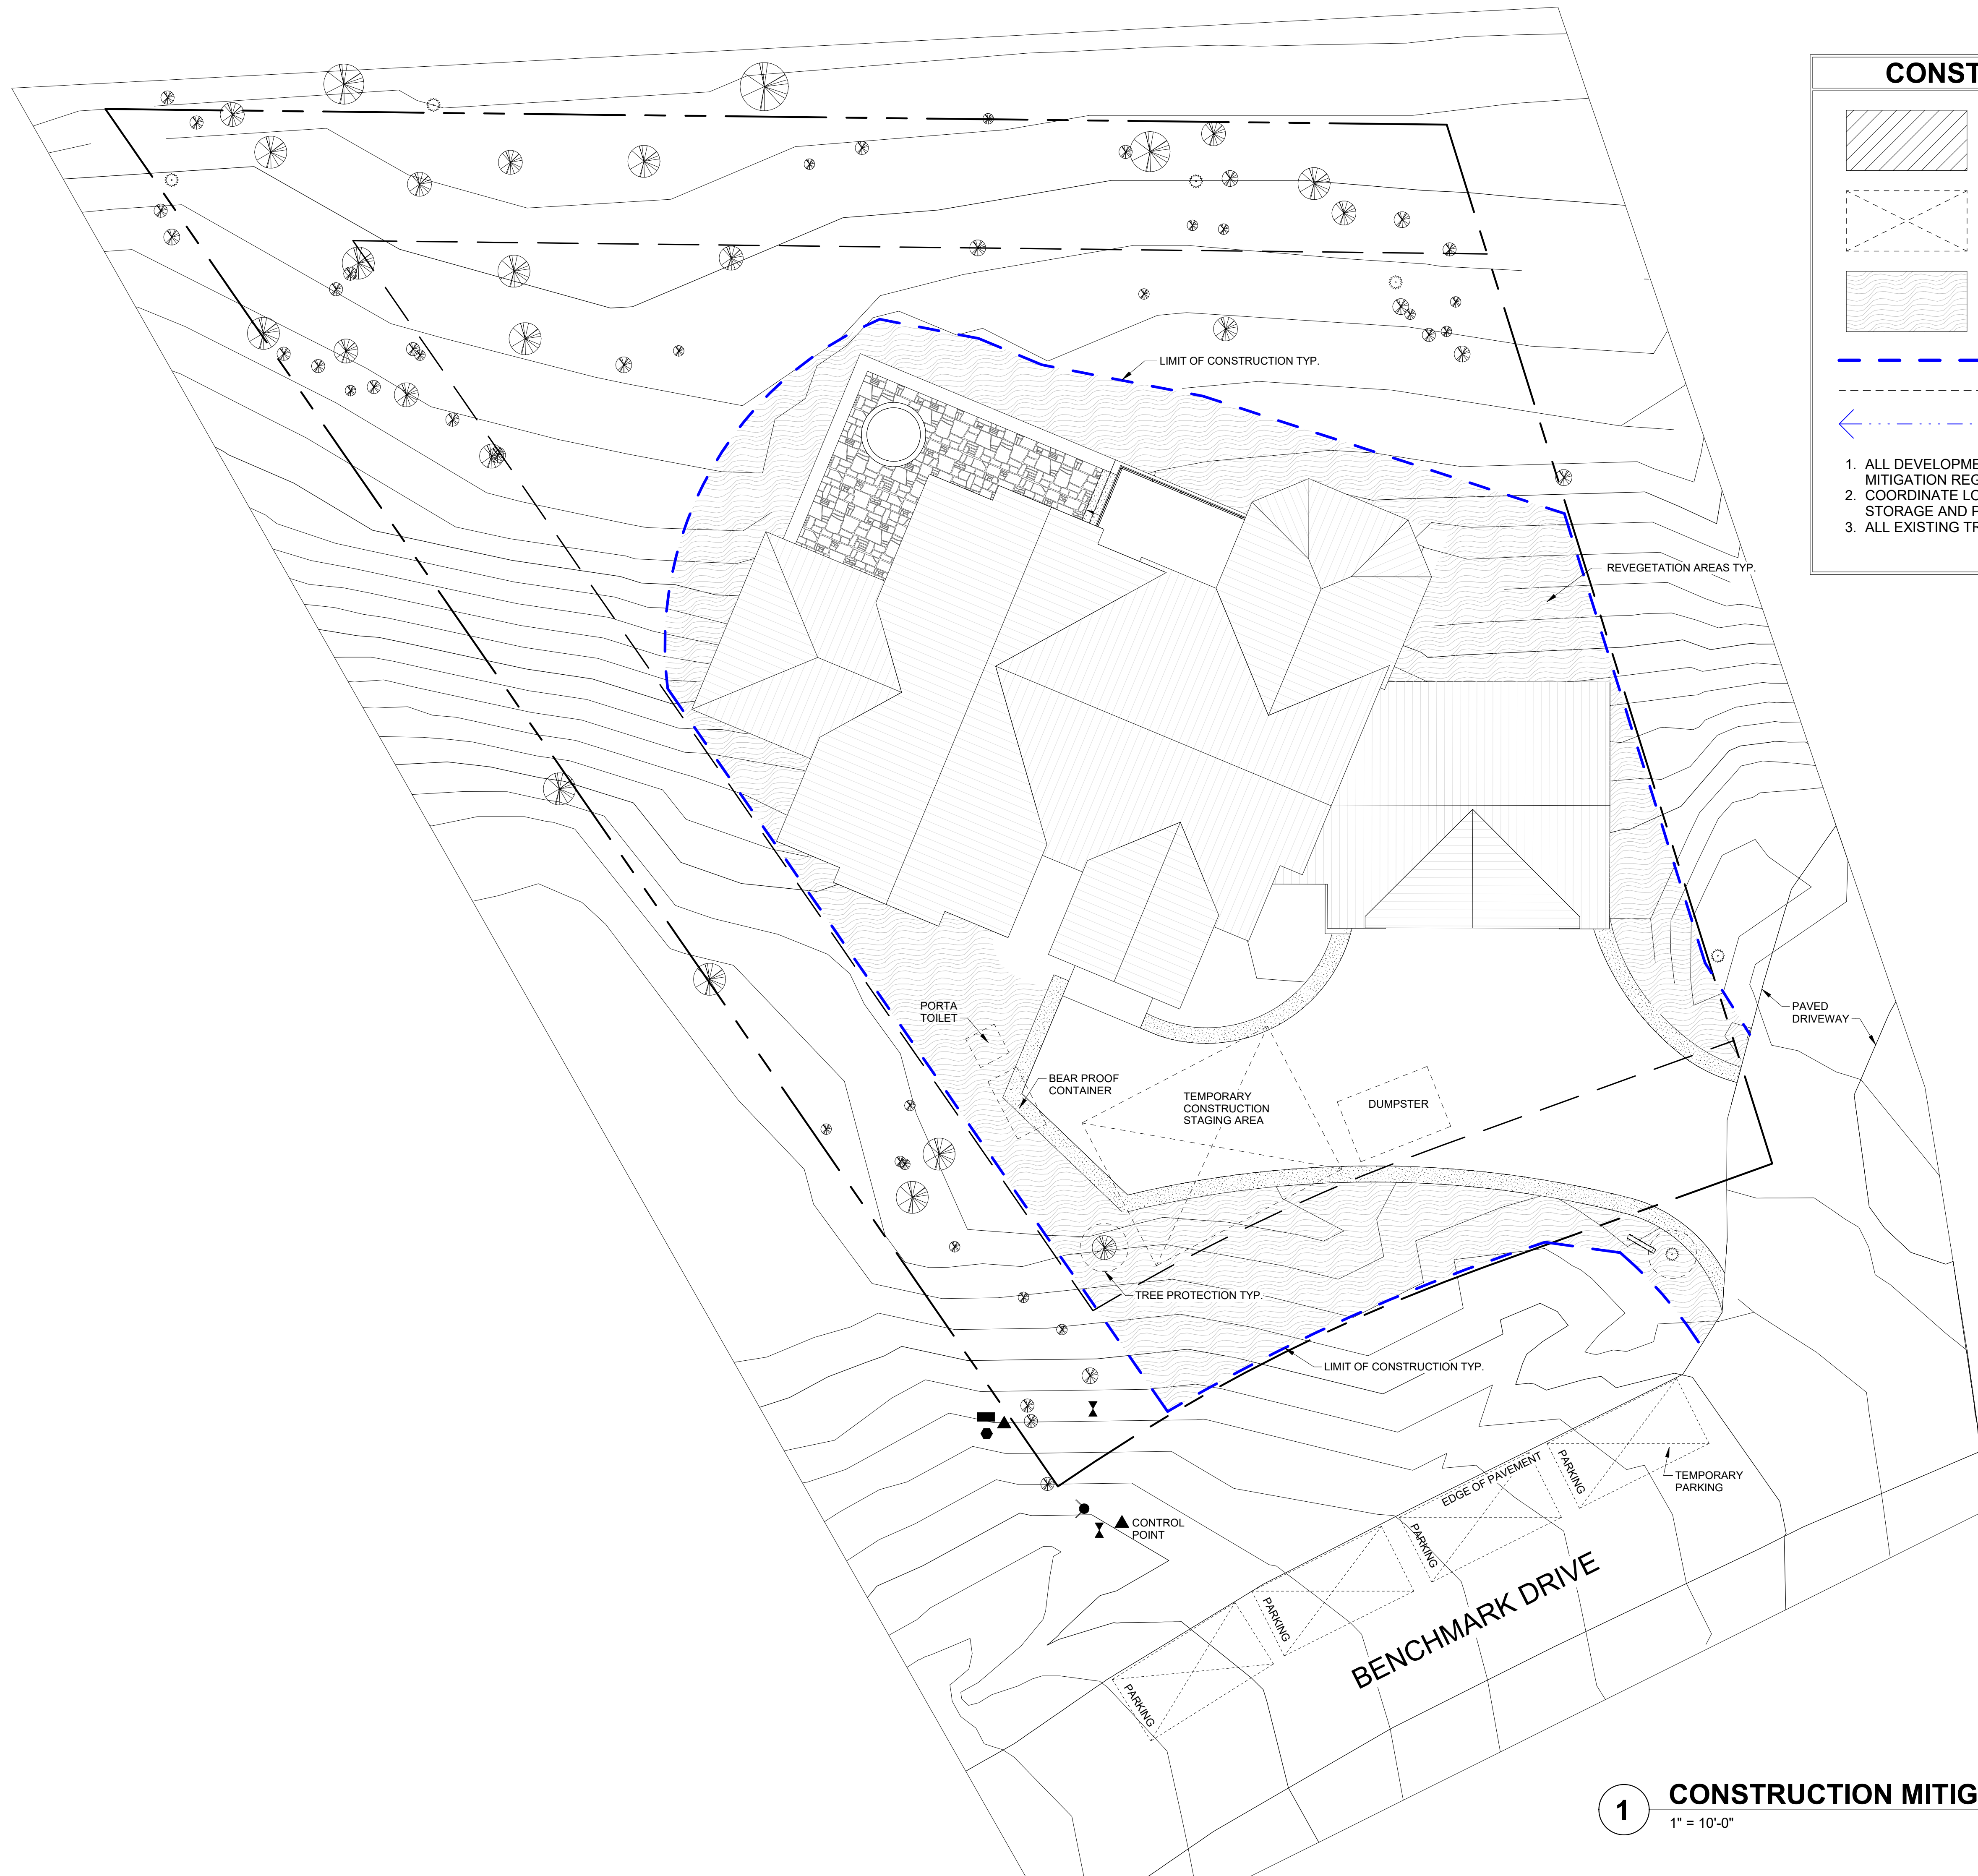 CONST
1. ALL DEVELOPME
MITIGATION REG
2. COORDINATE LO
STORAGE AND P
3. ALL EXISTING TR
LIMIT OF CONSTRUCTION TYP.
REVEGETATION AREAS TYP.
PORTA
TOILET
BEAR PROOF
CONTAINER
TEMPORARY
CONSTRUCTION
STAGING AREA
DUMPSTER
PAVED
DRIVEWAY
TREE PROTECTION TYP.
LIMIT OF CONSTRUCTION TYP.
EDGE OF PAVEMENT
PARKING
TEMPORARY
PARKING
PARKING
CONTROL
POINT
PARKING
BENCHMARK DRIVE
PARKING
1
CONSTRUCTION MITIG
1" = 10'-0"